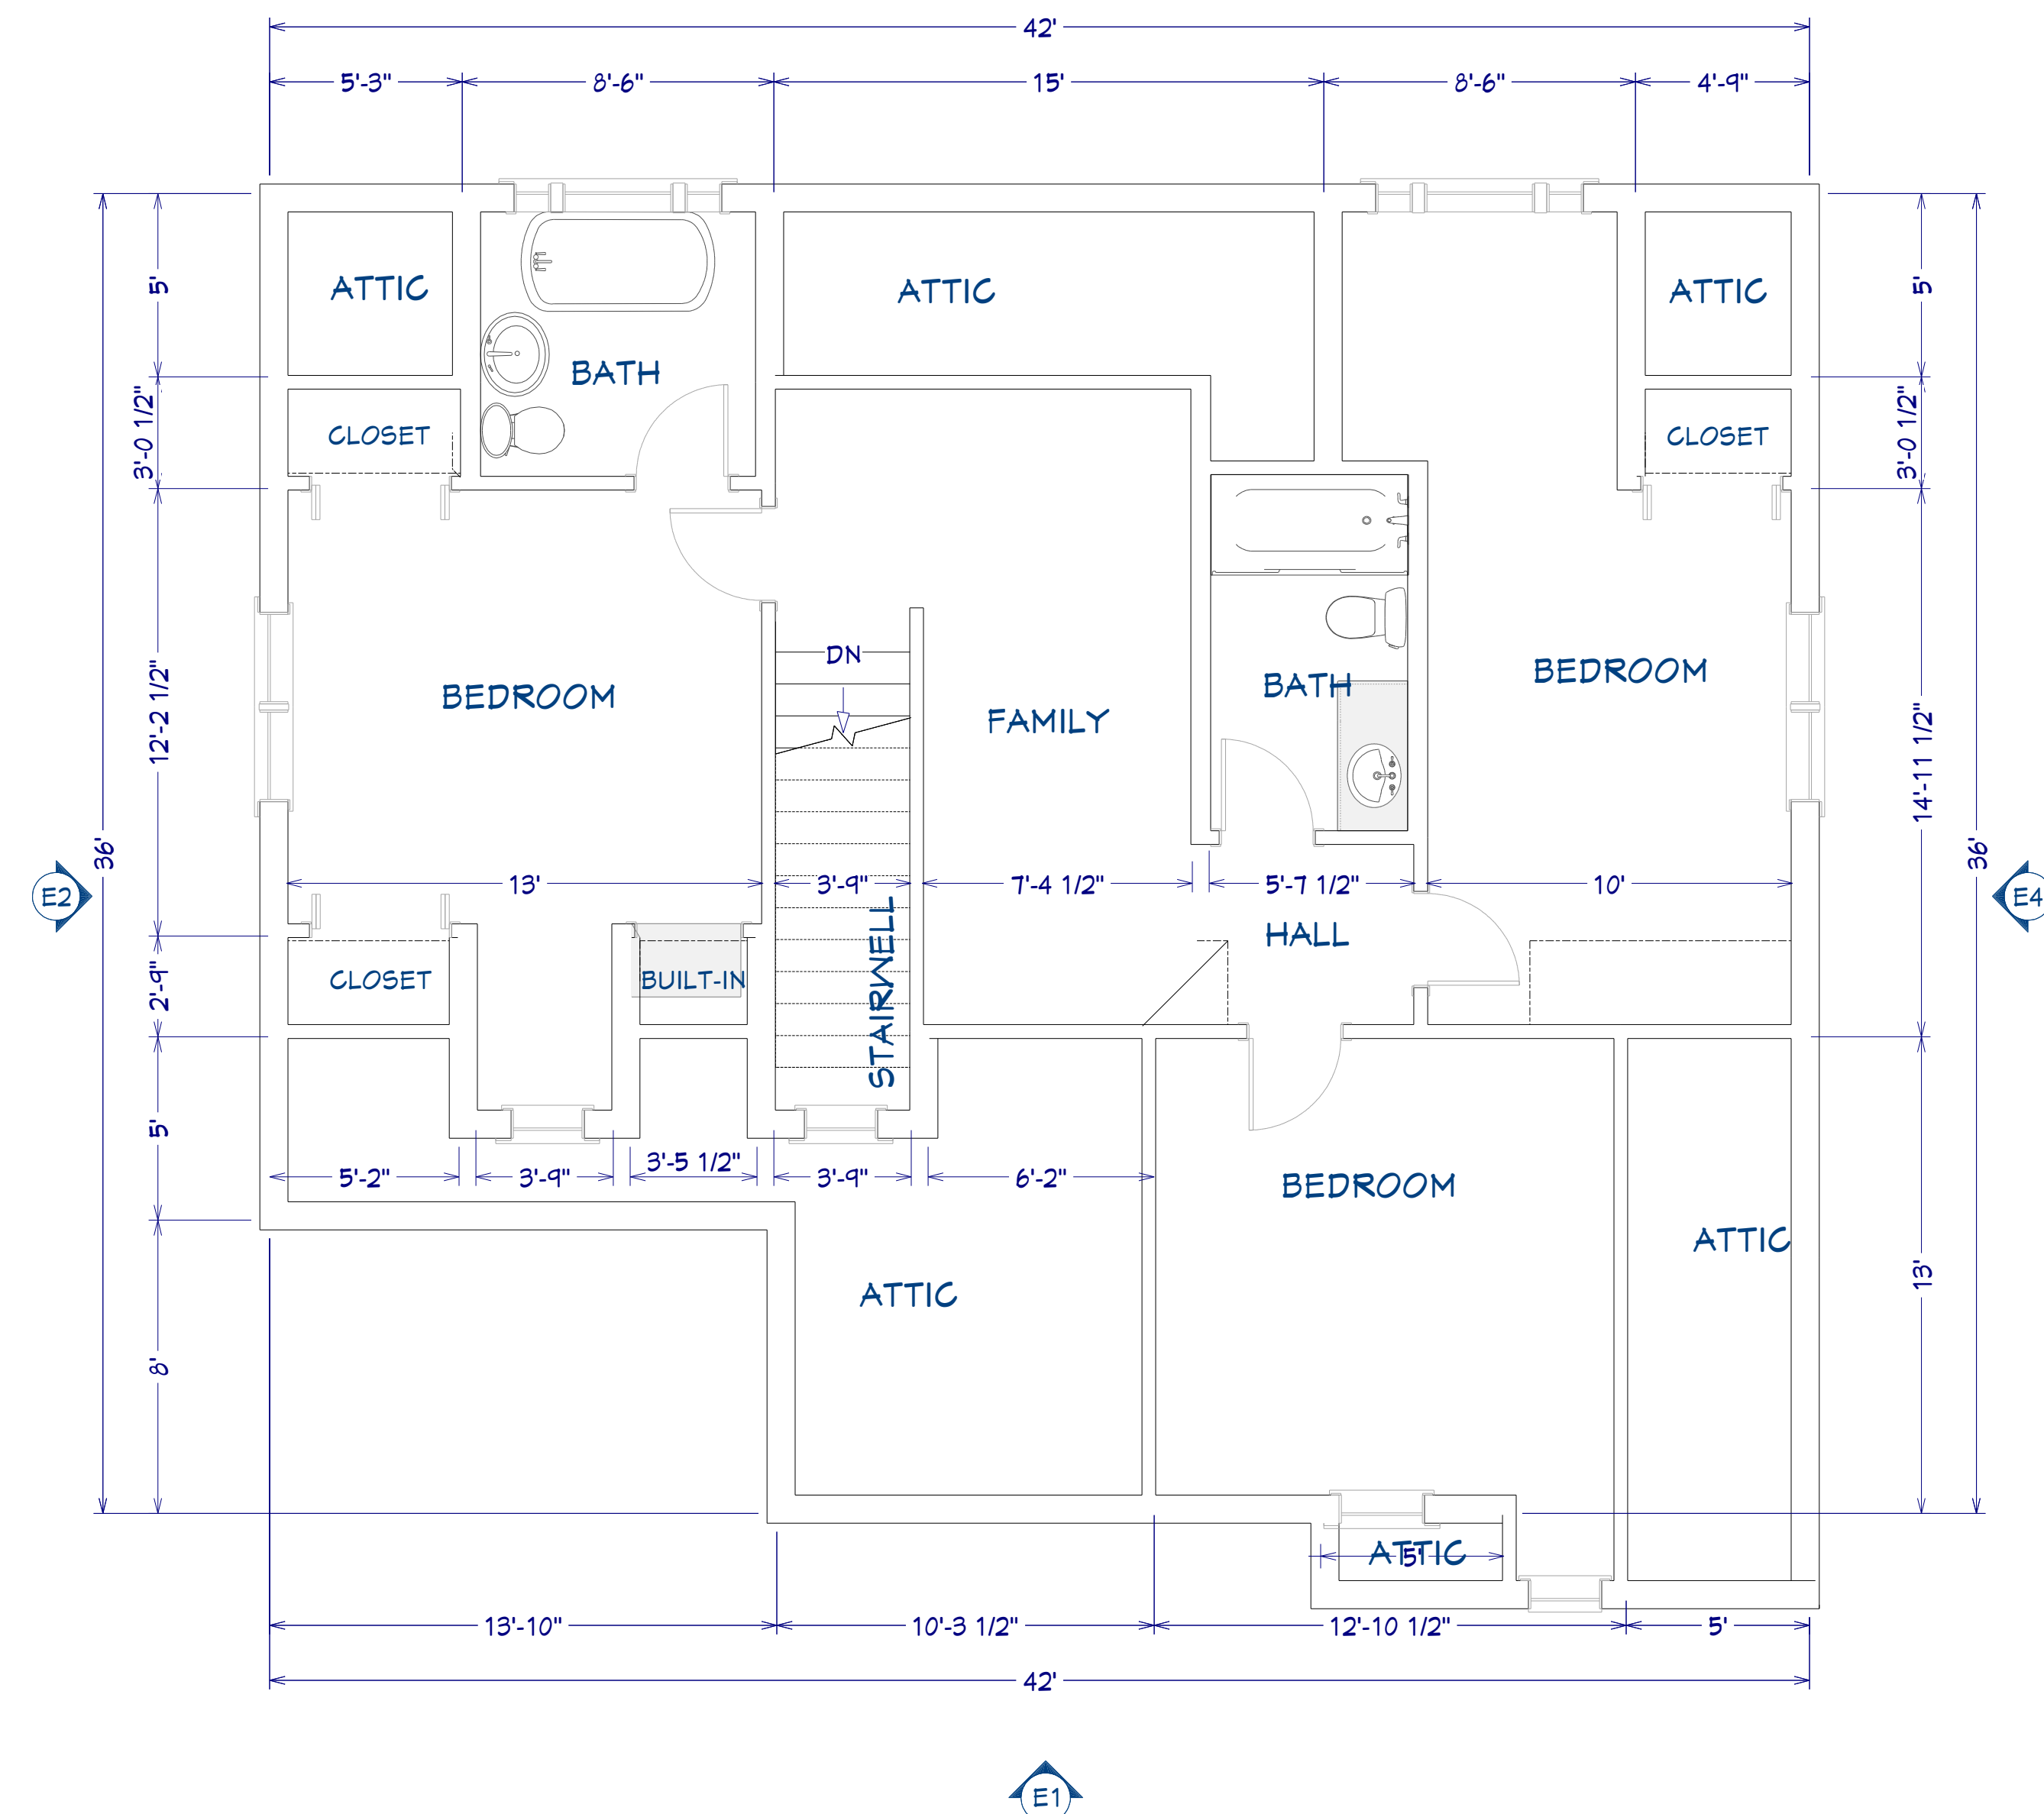 42'
5'-3"
8'-6"
15'
8'-6"
4'-9"
5'
ATTIC
ATTIC
ATTIC
5'
BATH
3'-0 1/2"
CLOSET
CLOSET
3'-0 1/2"
DN
BATH
BEDROOM
BEDROOM
12'-2 1/2"
FAMILY
14'-11 1/2"
36'
36'
E2
13'
3'-9"
7'-4 1/2"
5'-7 1/2"
10'
E4
HALL
STAIRWELL
2'-9"
CLOSET
BUILT-IN
5'
5'-2"
3'-9"
3'-5 1/2"
3'-9"
6'-2"
BEDROOM
ATTIC
13'
ATTIC
8'
ATTIC
5'
13'-10"
10'-3 1/2"
12'-10 1/2"
5'
42'
E1